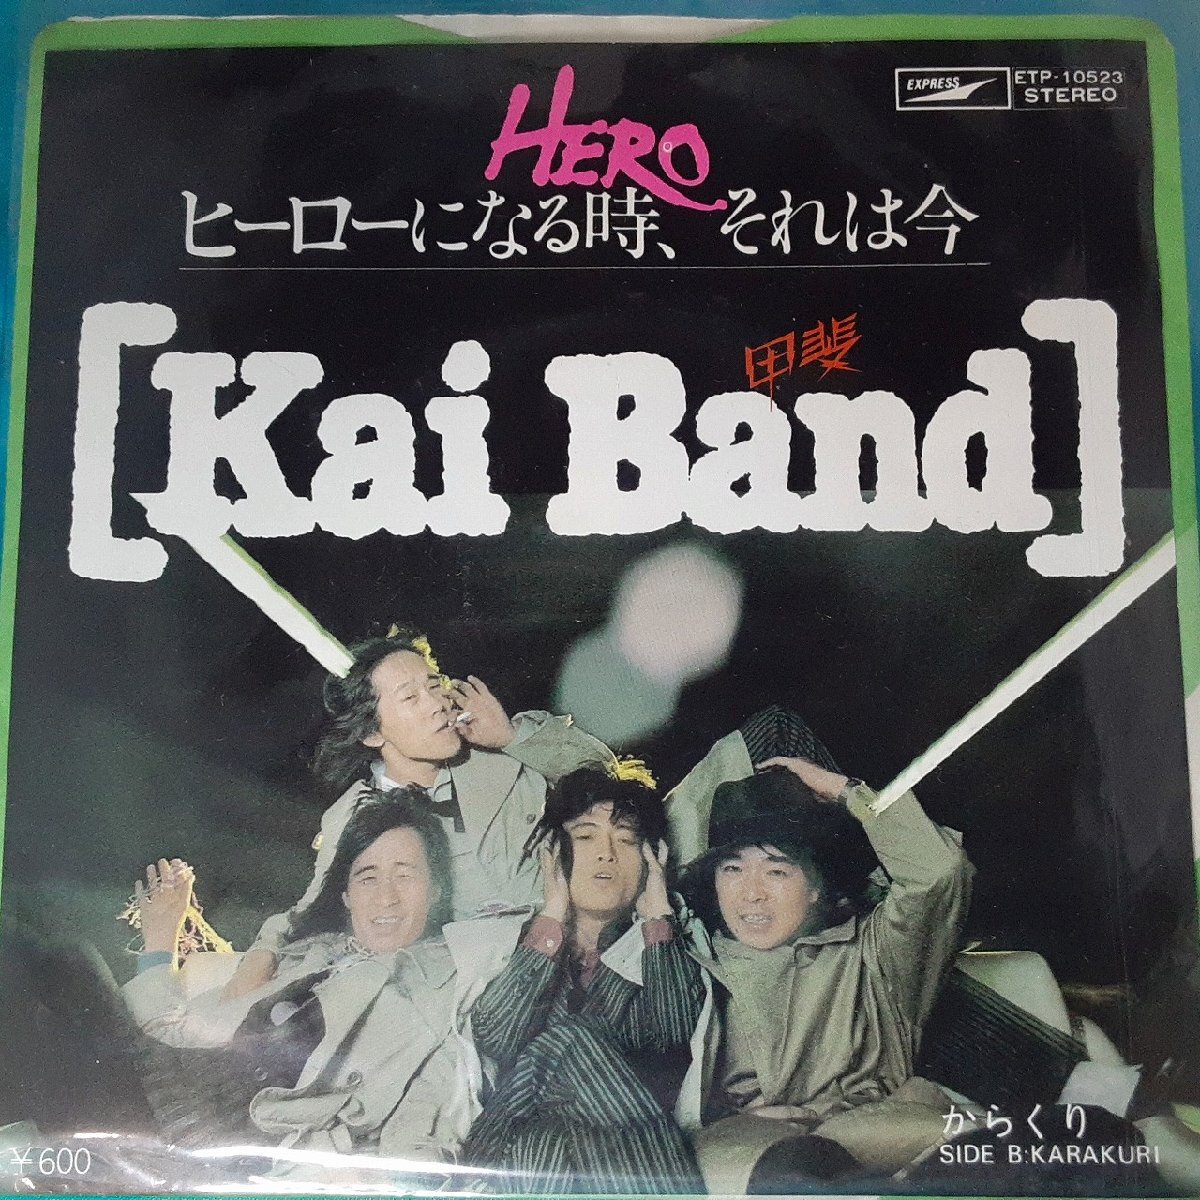 HERO
EXPRESS
ETP-10523
STEREO
ヒーローになる時、それは今
甲斐
[Kai Band]
からくり
SIDE B:KARAKURI
¥600